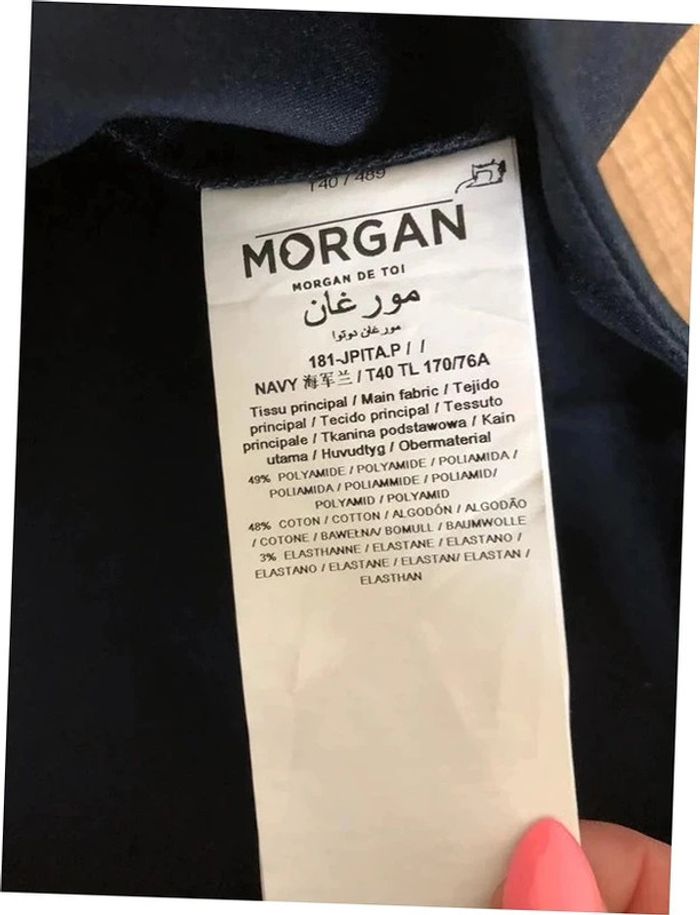 T40 / 489
MORGAN
MORGAN DE TOI
مورغان
مورغان دوتوا
181-JPITA.P / /
NAVY 海军兰 / T40 TL 170/76A
Tissu principal / Main fabric / Tejido
principal / Tecido principal / Tessuto
principale / Tkanina podstawowa / Kain
utama / Huvudtyg / Obermaterial
49% POLYAMIDE / POLYAMIDE / POLIAMIDA /
POLIAMIDA / POLIAMMIDE / POLIAMID/
POLYAMID / POLYAMID
48% COTON / COTTON / ALGODÓN / ALGODÃO
/ COTONE / BAWEŁNA/ BOMULL / BAUMWOLLE
3% ELASTHANNE / ELASTANE / ELASTANO /
ELASTANO / ELASTANE / ELASTAN/ ELASTAN /
ELASTHAN